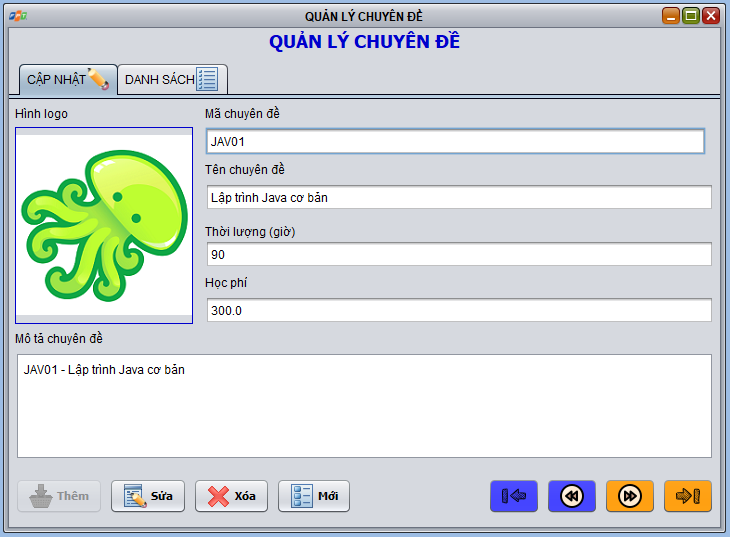 QUẢN LÝ CHUYÊN ĐỀ
QUẢN LÝ CHUYÊN ĐỀ
CẬP NHẬT DANH SÁCH
Hình logo
Mã chuyên đề
JAV01
Tên chuyên đề
Lập trình Java cơ bản
Thời lượng (giờ)
90
Học phí
300.0
Mô tả chuyên đề
JAV01 - Lập trình Java cơ bản
Thêm Sửa Xóa Mới